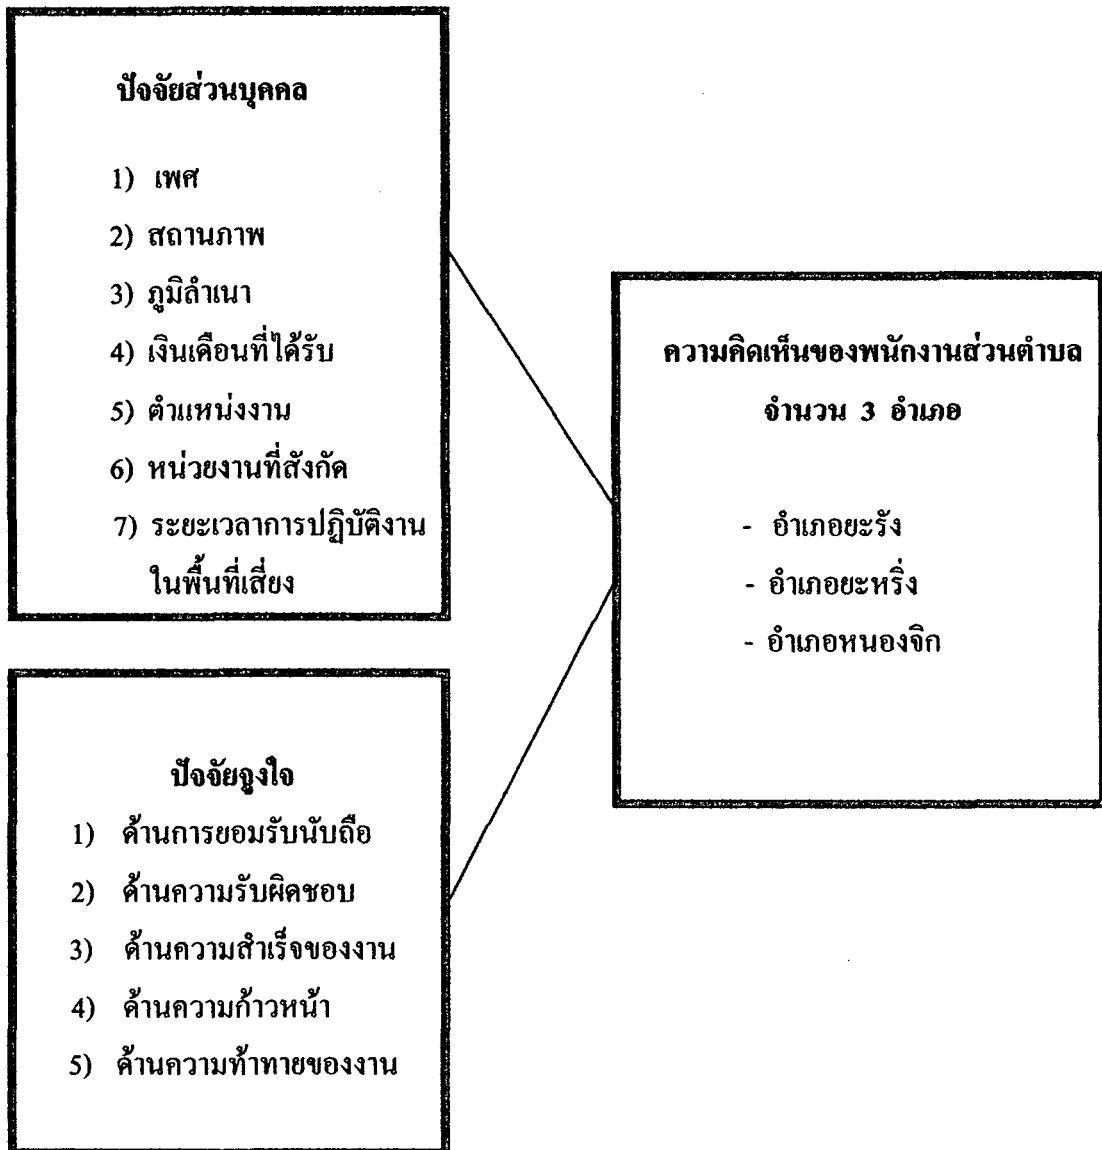 ปัจจัยส่วนบุคคล
1) เพศ
2) สถานภาพ
3) ภูมิลำเนา
4) เงินเดือนที่ได้รับ
5) ตำแหน่งงาน
6) หน่วยงานที่สังกัด
7) ระยะเวลาการปฏิบัติงาน
ในพื้นที่เสี่ยง
ปัจจัยจูงใจ
1) ด้านการยอมรับนับถือ
2) ด้านความรับผิดชอบ
3) ด้านความสำเร็จของงาน
4) ด้านความก้าวหน้า
5) ด้านความท้าทายของงาน
ความคิดเห็นของพนักงานส่วนตำบล
จำนวน 3 อำเภอ
- อำเภอยะรัง
- อำเภอยะหริ่ง
- อำเภอหนองจิก